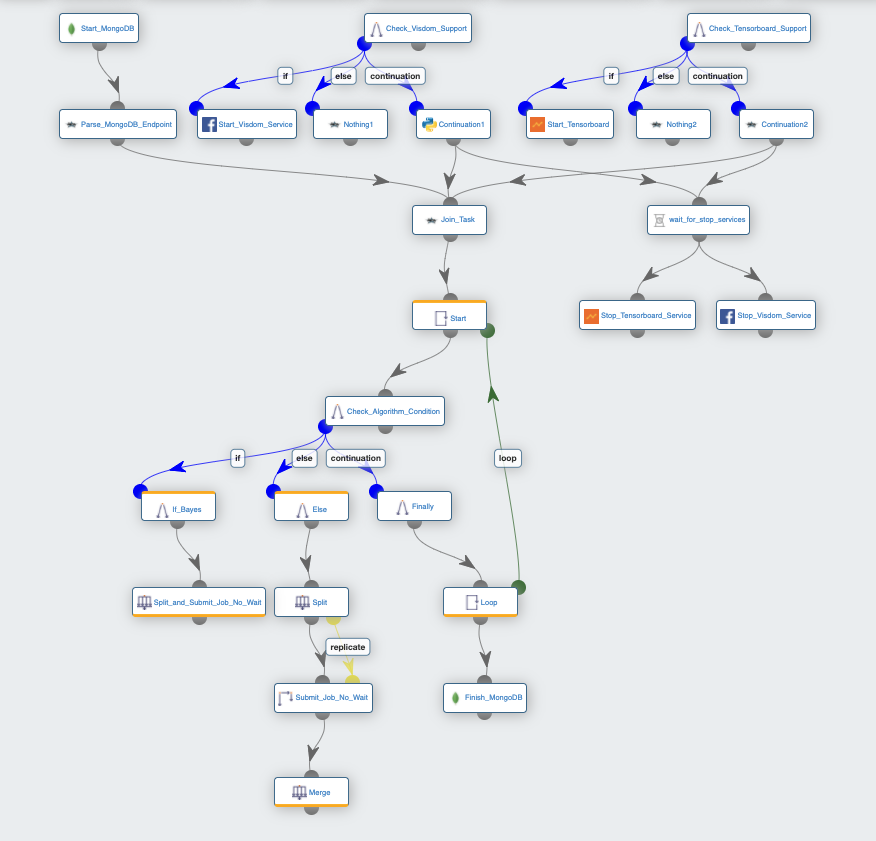 Start_MongoDB
Check_Visdom_Support
Check_Tensorboard_Support
if
else
continuation
if
else
continuation
Parse_MongoDB_Endpoint
Start_Visdom_Service
Nothing1
Continuation1
Start_Tensorboard
Nothing2
Continuation2
Join_Task
wait_for_stop_services
Start
Stop_Tensorboard_Service
Stop_Visdom_Service
Check_Algorithm_Condition
if
else
continuation
loop
If_Bayes
Else
Finally
Split_and_Submit_Job_No_Wait
Split
Loop
replicate
Submit_Job_No_Wait
Finish_MongoDB
Merge